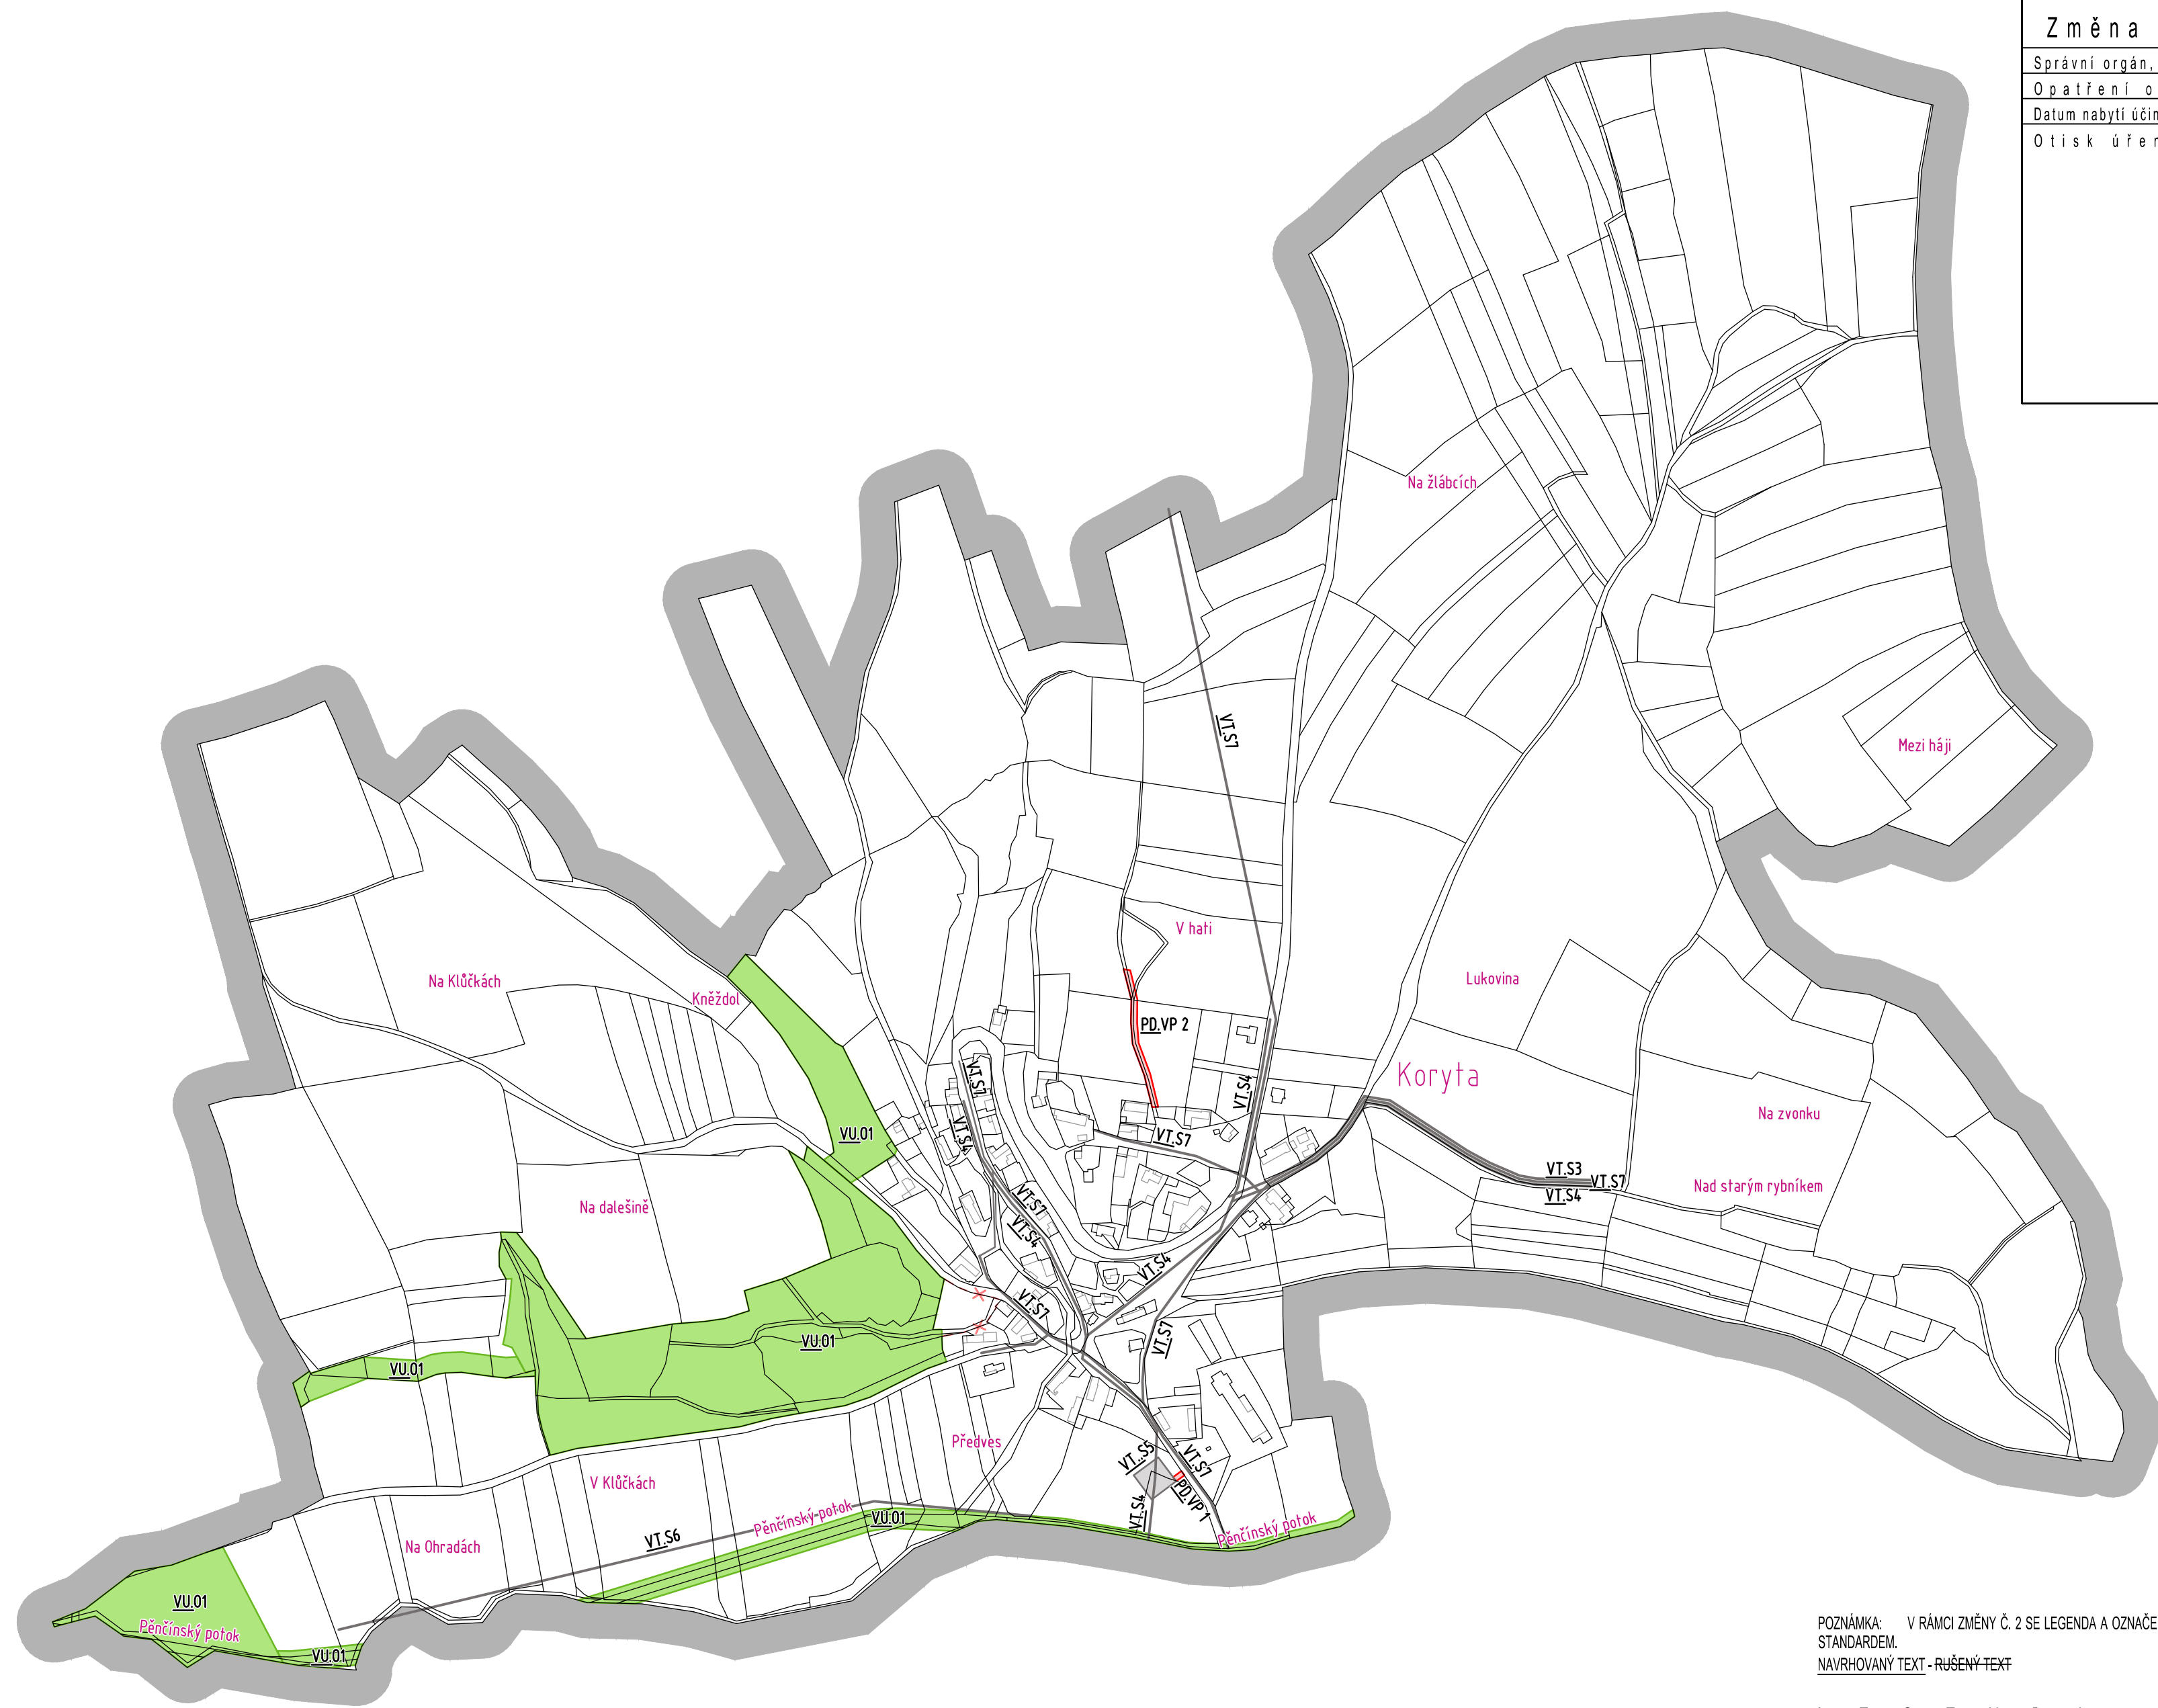 Změna
Správní orgán,
Opatření o
Datum nabytí účin
Otisk úřer
Na žlábcích
VT.S7
Mezi háji
V hati
Na Klůčkách
Lukovina
Kněždol
PD.VP 2
Koryta
VT.S7
VT.S4
Na zvonku
VU.01
VT.S4
VT.S7
VT.S3
VT.S7
VT.S4
Nad starým rybníkem
Na dalešině
VT.S7
VT.S4
VT.S4
VT.S7
VU.01
VT.S7
VU.01
Předves
VT..S5
VT.S7
V Klůčkách
PD.VP 1
VT.S4
Pěnčínský potok
VU.01
Pěnčínský potok
VT.S6
Na Ohradách
VU.01
Pěnčínský potok
VU.01
POZNÁMKA: V RÁMCI ZMĚNY Č. 2 SE LEGENDA A OZNAČE
STANDARDEM.
NAVRHOVANÝ TEXT - RUŠENÝ TEXT